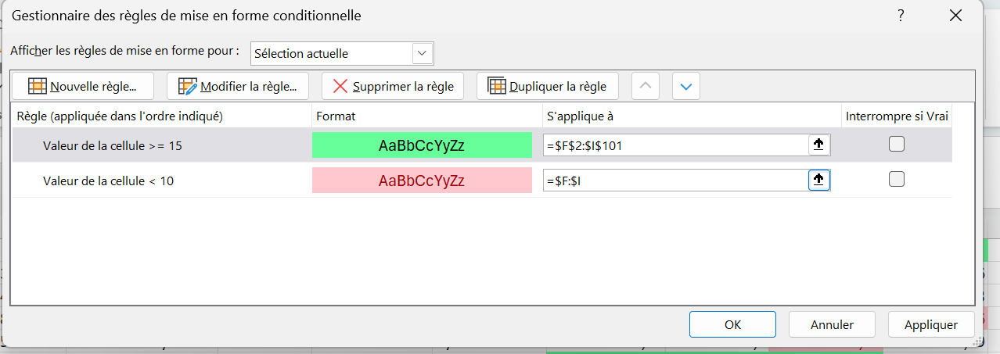 Gestionnaire des règles de mise en forme conditionnelle ?
Afficher les règles de mise en forme pour : Sélection actuelle
Nouvelle règle... Modifier la règle... Supprimer la règle Dupliquer la règle
Règle (appliquée dans l'ordre indiqué) Format S'applique à Interrompre si Vrai
Valeur de la cellule >= 15 AaBbCcYyZz =$F$2:$I$101
Valeur de la cellule < 10 AaBbCcYyZz =$F:$I
OK Annuler Appliquer